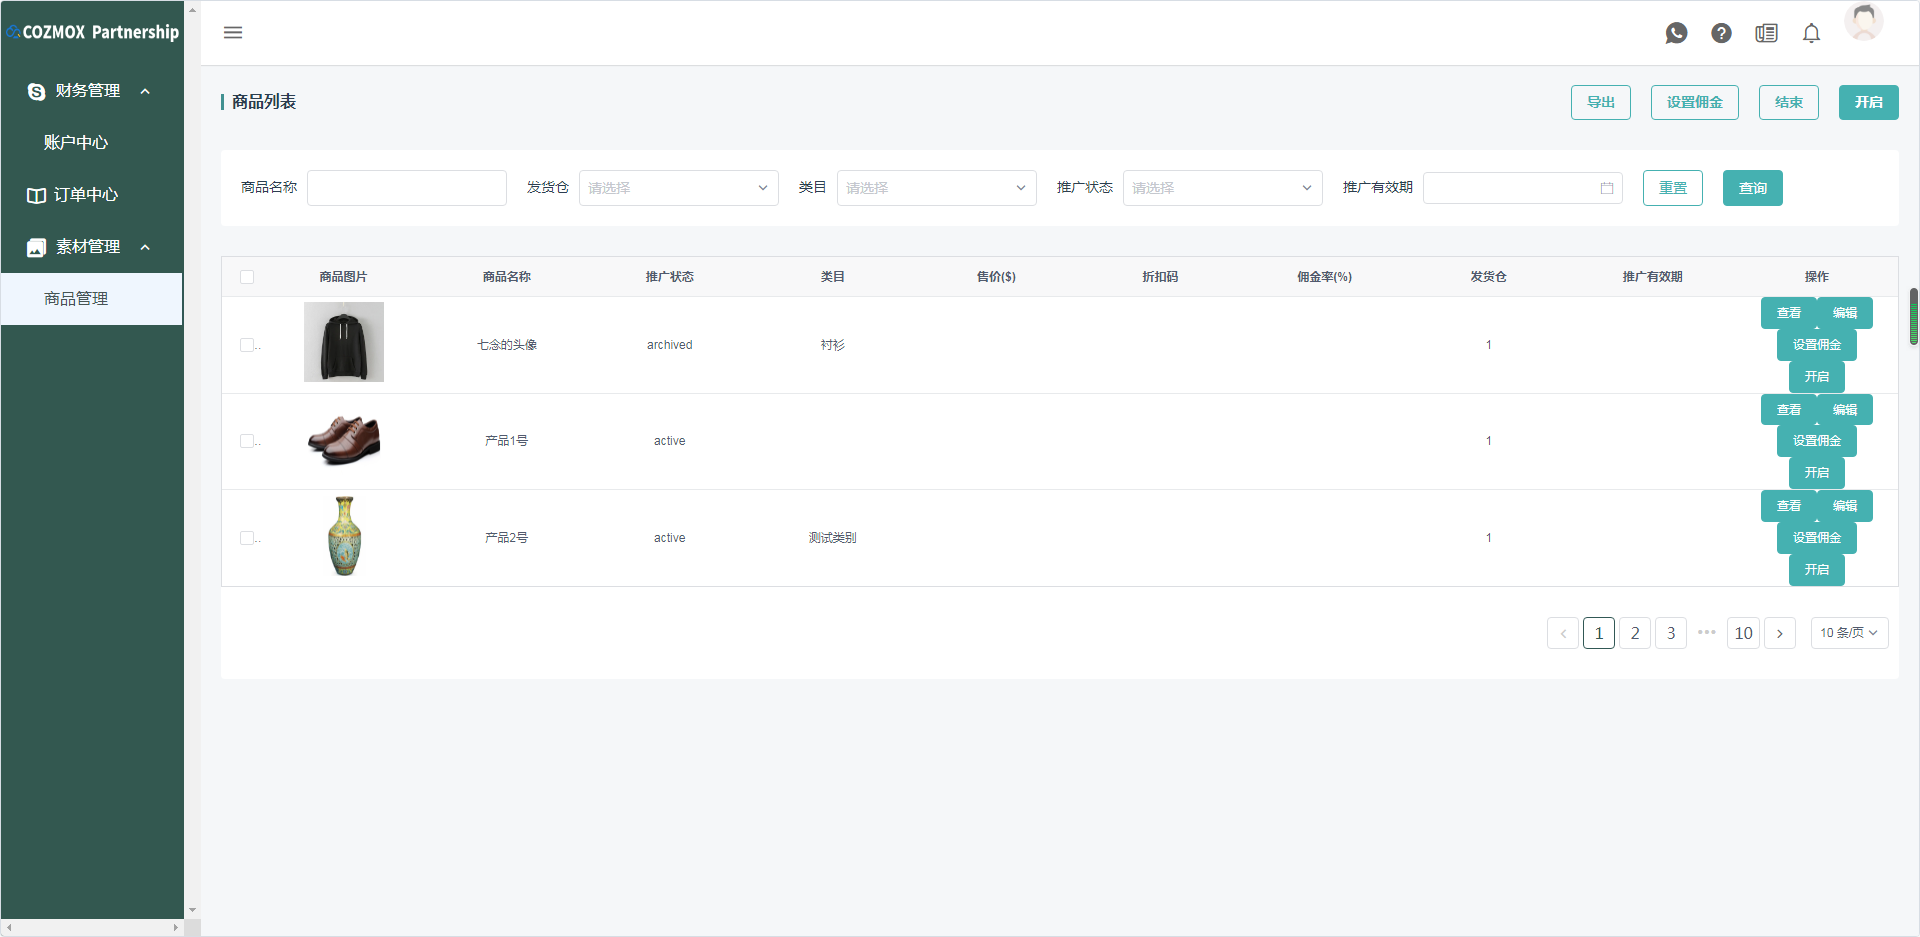 COZMOX Partnership
财务管理
账户中心
订单中心
素材管理
商品管理
商品列表
导出 设置佣金 结束 开启
商品名称 发货仓 请选择 类目 请选择 推广状态 请选择 推广有效期 重置 查询
商品图片 商品名称 推广状态 类目 售价($) 折扣码 佣金率(%) 发货仓 推广有效期 操作
.. 七念的头像 archived 衬衫 1 查看 编辑
设置佣金
开启
.. 产品1号 active 1 查看 编辑
设置佣金
开启
.. 产品2号 active 测试类别 1 查看 编辑
设置佣金
开启
1 2 3 ••• 10 10 条/页